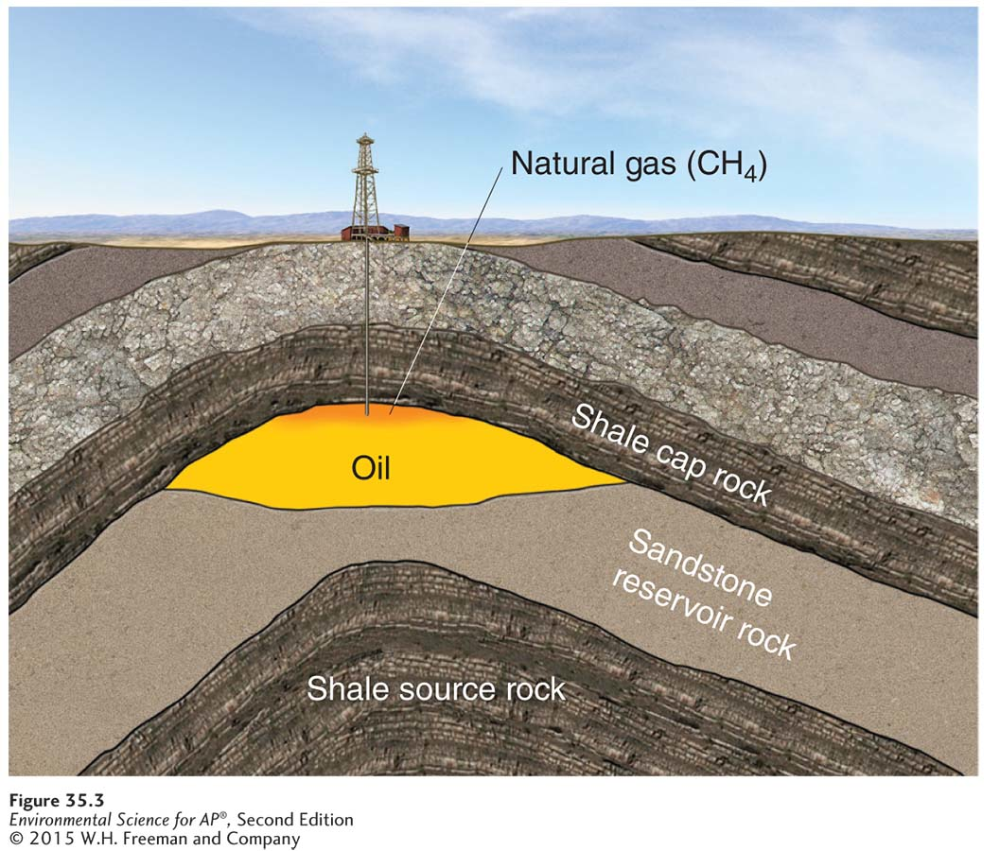 Natural gas (CH₄)
Oil
Shale cap rock
Sandstone
reservoir rock
Shale source rock
Figure 35.3
Environmental Science for AP®, Second Edition
© 2015 W.H. Freeman and Company